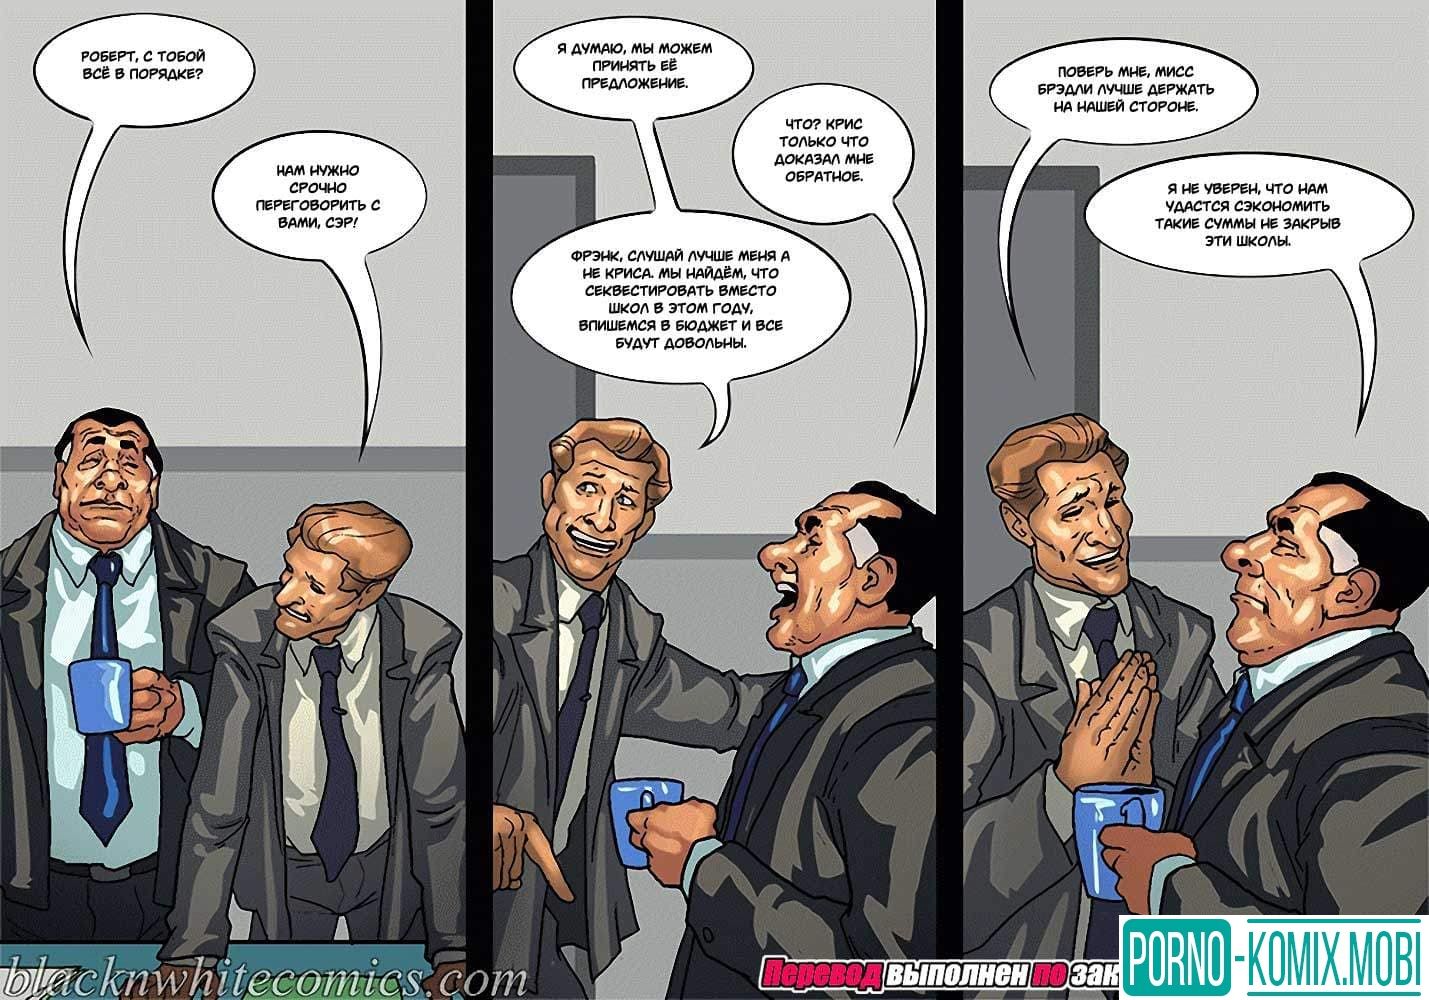 РОБЕРТ, С ТОБОЙ
ВСЁ В ПОРЯДКЕ?
НАМ НУЖНО
СРОЧНО
ПЕРЕГОВОРИТЬ С
ВАМИ, СЭР!
Я ДУМАЮ, МЫ МОЖЕМ
ПРИНЯТЬ ЕЁ
ПРЕДЛОЖЕНИЕ.
ЧТО? КРИС
ТОЛЬКО ЧТО
ДОКАЗАЛ МНЕ
ОБРАТНОЕ.
ФРЭНК, СЛУШАЙ ЛУЧШЕ МЕНЯ А
НЕ КРИСА. МЫ НАЙДЁМ, ЧТО
СЕКВЕСТИРОВАТЬ ВМЕСТО
ШКОЛ В ЭТОМ ГОДУ,
ВПИШЕМСЯ В БЮДЖЕТ И ВСЕ
БУДУТ ДОВОЛЬНЫ.
ПОВЕРЬ МНЕ, МИСС
БРЭДЛИ ЛУЧШЕ ДЕРЖАТЬ
НА НАШЕЙ СТОРОНЕ.
Я НЕ УВЕРЕН, ЧТО НАМ
УДАСТСЯ СЭКОНОМИТЬ
ТАКИЕ СУММЫ НЕ ЗАКРЫВ
ЭТИ ШКОЛЫ.
1
blacknwhitecomics.com
Перевод выполнен по зак
PORNO-KOMIX.MOBI